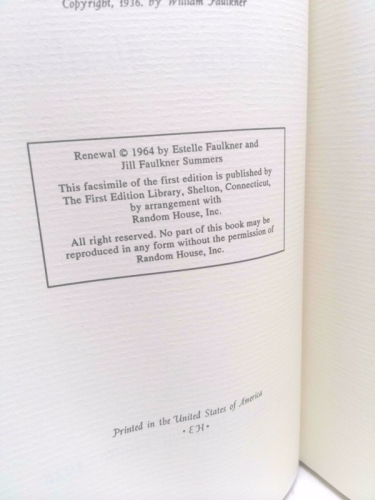 Copyright, 1936, by William Faulkner
Renewal © 1964 by Estelle Faulkner and
Jill Faulkner Summers
This facsimile of the first edition is published by
The First Edition Library, Shelton, Connecticut,
by arrangement with
Random House, Inc.
All right reserved. No part of this book may be
reproduced in any form without the permission of
Random House, Inc.
Printed in the United States of America
• EH •